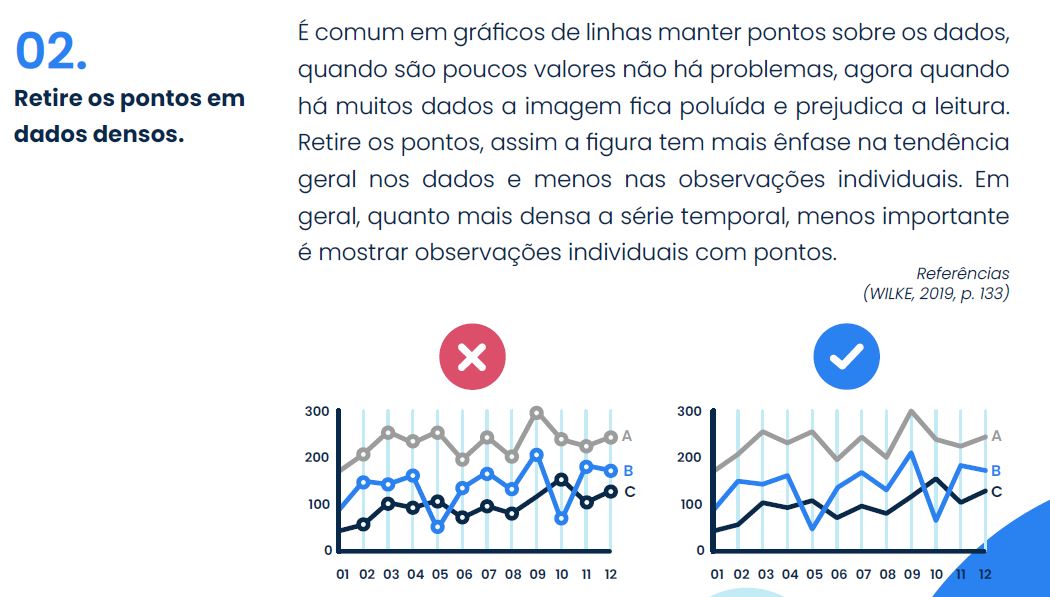 02.
Retire os pontos em
dados densos.
É comum em gráficos de linhas manter pontos sobre os dados,
quando são poucos valores não há problemas, agora quando
há muitos dados a imagem fica poluída e prejudica a leitura.
Retire os pontos, assim a figura tem mais ênfase na tendência
geral nos dados e menos nas observações individuais. Em
geral, quanto mais densa a série temporal, menos importante
é mostrar observações individuais com pontos.
Referências
(WILKE, 2019, p. 133)
300
200
100
0
A
B
C
01 02 03 04 05 06 07 08 09 10 11 12
300
200
100
0
A
B
C
01 02 03 04 05 06 07 08 09 10 11 12